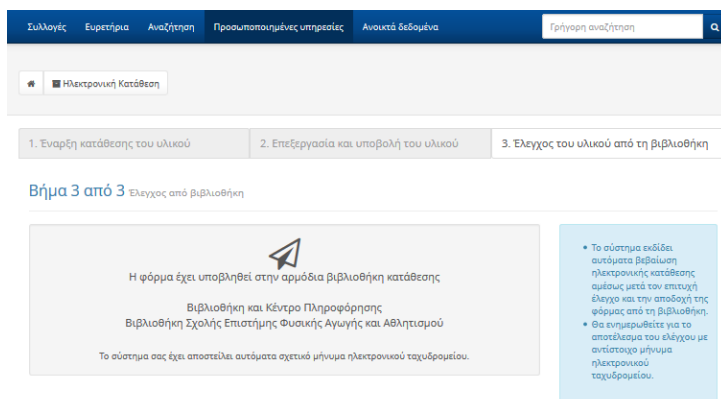 Συλλογές Ευρετήρια Αναζήτηση Προσωποποιημένες υπηρεσίες Ανοικτά δεδομένα Γρήγορη αναζήτηση
Ηλεκτρονική Κατάθεση
1. Έναρξη κατάθεσης του υλικού 2. Επεξεργασία και υποβολή του υλικού 3. Έλεγχος του υλικού από τη βιβλιοθήκη
Βήμα 3 από 3 Έλεγχος από βιβλιοθήκη
Η φόρμα έχει υποβληθεί στην αρμόδια βιβλιοθήκη κατάθεσης
Βιβλιοθήκη και Κέντρο Πληροφόρησης
Βιβλιοθήκη Σχολής Επιστήμης Φυσικής Αγωγής και Αθλητισμού
Το σύστημα σας έχει αποστείλει αυτόματα σχετικό μήνυμα ηλεκτρονικού ταχυδρομείου.
• Το σύστημα εκδίδει
αυτόματα βεβαίωση
ηλεκτρονικής κατάθεσης
αμέσως μετά τον επιτυχή
έλεγχο και την αποδοχή της
φόρμας από τη βιβλιοθήκη.
• Θα ενημερωθείτε για το
αποτέλεσμα του ελέγχου με
αντίστοιχο μήνυμα
ηλεκτρονικού
ταχυδρομείου.